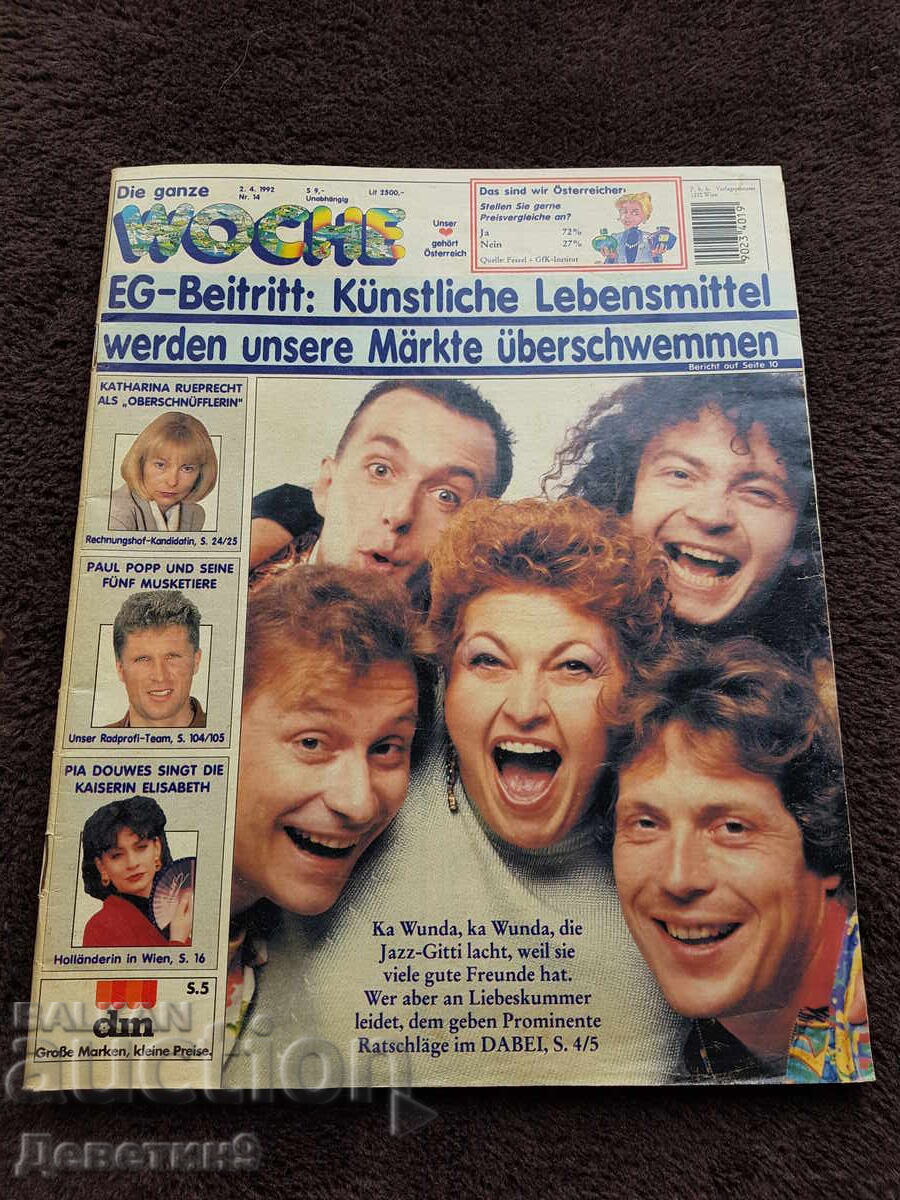 Die ganze
WOCHE
2. 4. 1992
Nr. 14
S 9,-
Unabhängig
Lit 2500,-
Unser
❤
gehört
Österreich
Das sind wir Österreicher:
Stellen Sie gerne
Preisvergleiche an?
Ja 72%
Nein 27%
Quelle: Fessel + GfK-Institut
P. b. b. Verlagspostamt
9023 4019
EG-Beitritt: Künstliche Lebensmittel
werden unsere Märkte überschwemmen
Bericht auf Seite 10
KATHARINA RUEPRECHT
ALS „OBERSCHNÜFFLERIN“
Rechnungshof-Kandidatin, S. 24/25
PAUL POPP UND SEINE
FÜNF MUSKETIERE
Unser Radprofi-Team, S. 104/105
PIA DOUWES SINGT DIE
KAISERIN ELISABETH
Holländerin in Wien, S. 16
S.5
dm
Große Marken, kleine Preise.
Ka Wunda, ka Wunda, die
Jazz-Gitti lacht, weil sie
viele gute Freunde hat.
Wer aber an Liebeskummer
leidet, dem geben Prominente
Ratschläge im DABEI, S. 4/5
BALKAN
auction
Деветин9